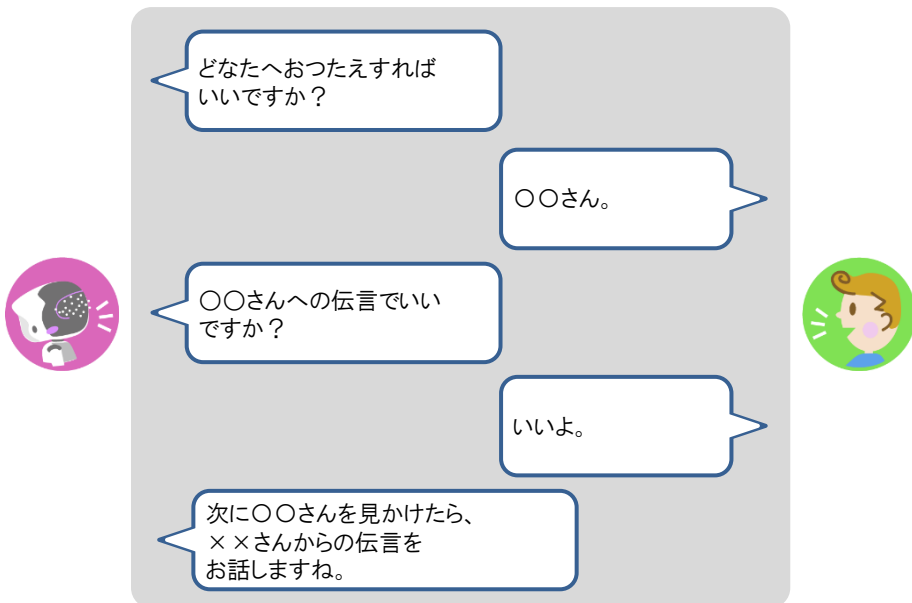 どなたへおつたえすれば
いいですか？
〇〇さん。
〇〇さんへの伝言でいい
ですか？
いいよ。
次に〇〇さんを見かけたら、
××さんからの伝言を
お話しますね。